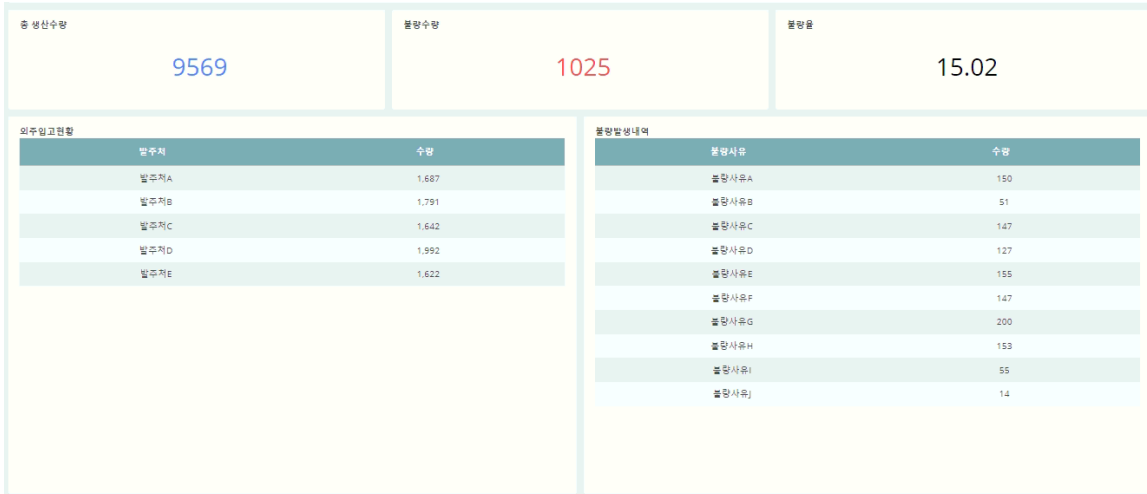 총 생산수량
9569
불량수량
1025
불량율
15.02
외주입고현황
발주처 수량
발주처A 1,687
발주처B 1,791
발주처C 1,642
발주처D 1,992
발주처E 1,622
불량발생내역
불량사유 수량
불량사유A 150
불량사유B 51
불량사유C 147
불량사유D 127
불량사유E 155
불량사유F 147
불량사유G 200
불량사유H 153
불량사유I 55
불량사유J 14